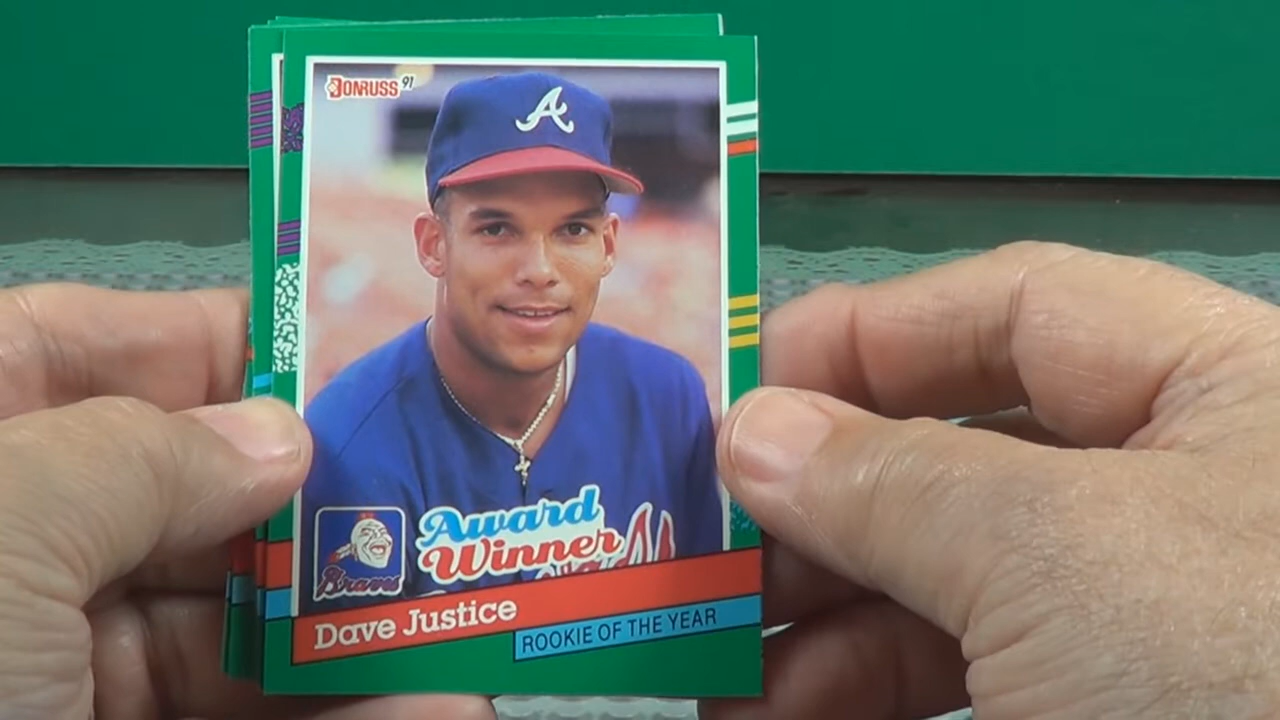 DONRUSS 91
A
Award
Winner
Braves
Dave Justice
ROOKIE OF THE YEAR